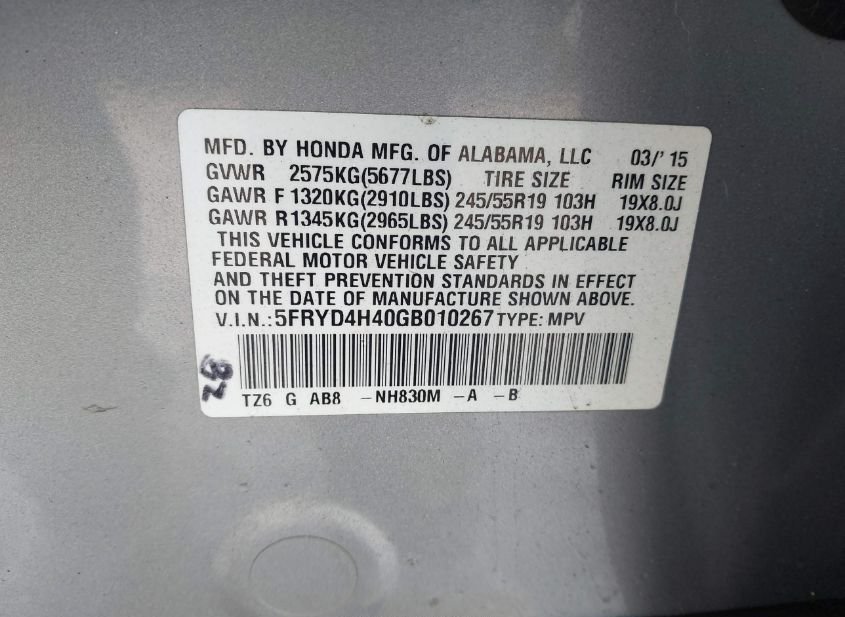 MFD. BY HONDA MFG. OF ALABAMA, LLC 03/'15
GVWR 2575KG(5677LBS) TIRE SIZE RIM SIZE
GAWR F 1320KG(2910LBS) 245/55R19 103H 19X8.0J
GAWR R1345KG(2965LBS) 245/55R19 103H 19X8.0J
THIS VEHICLE CONFORMS TO ALL APPLICABLE
FEDERAL MOTOR VEHICLE SAFETY
AND THEFT PREVENTION STANDARDS IN EFFECT
ON THE DATE OF MANUFACTURE SHOWN ABOVE.
V.I.N.:5FRYD4H40GB010267 TYPE: MPV
TZ6 G AB8 -NH830M -A -B